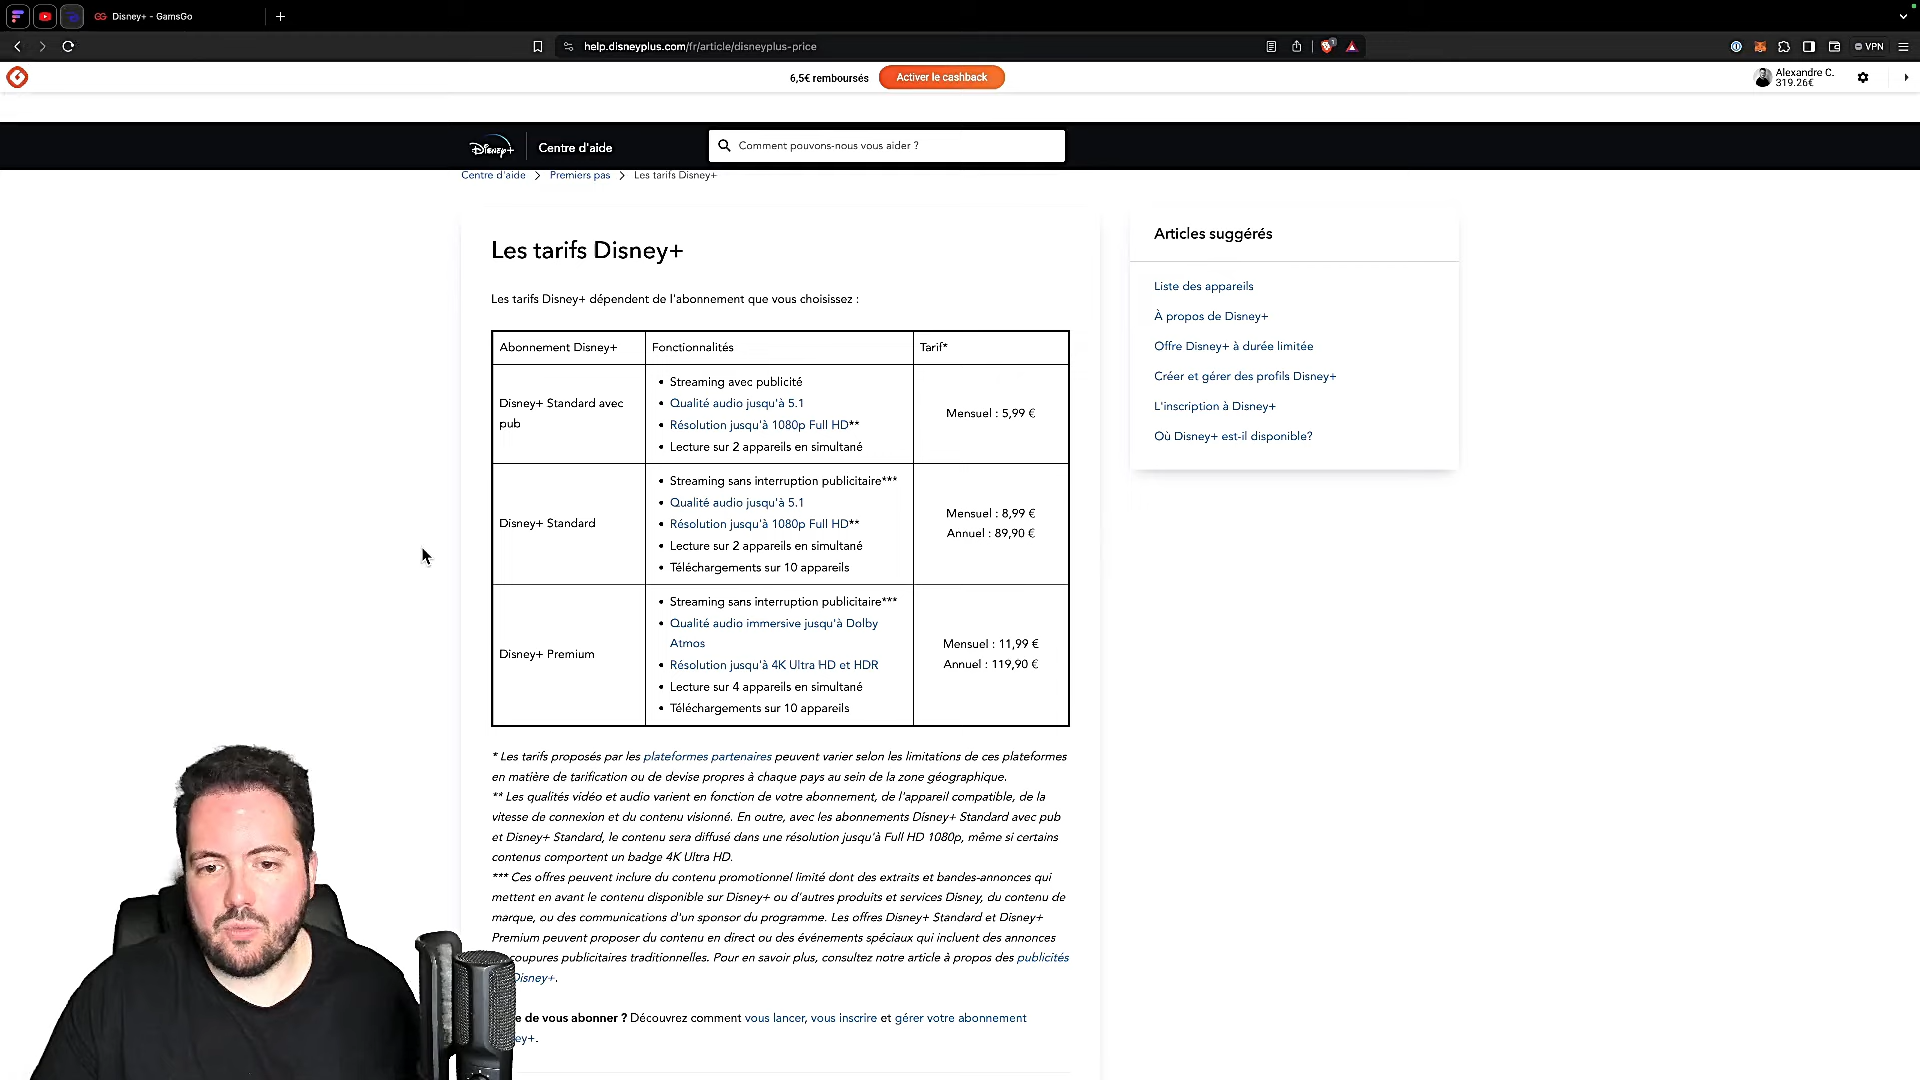 Disney+ - GamsGo
help.disneyplus.com/fr/article/disneyplus-price
1
VPN
6,5€ remboursés
Activer le cashback
Alexandre C.
319.26€
Disney+
Centre d'aide
Comment pouvons-nous vous aider ?
Centre d'aide > Premiers pas > Les tarifs Disney+
Les tarifs Disney+
Les tarifs Disney+ dépendent de l'abonnement que vous choisissez :
Abonnement Disney+
Fonctionnalités
Tarif*
Disney+ Standard avec
pub
• Streaming avec publicité
• Qualité audio jusqu'à 5.1
• Résolution jusqu'à 1080p Full HD**
• Lecture sur 2 appareils en simultané
Mensuel : 5,99 €
Disney+ Standard
• Streaming sans interruption publicitaire***
• Qualité audio jusqu'à 5.1
• Résolution jusqu'à 1080p Full HD**
• Lecture sur 2 appareils en simultané
• Téléchargements sur 10 appareils
Mensuel : 8,99 €
Annuel : 89,90 €
Disney+ Premium
• Streaming sans interruption publicitaire***
• Qualité audio immersive jusqu'à Dolby
Atmos
• Résolution jusqu'à 4K Ultra HD et HDR
• Lecture sur 4 appareils en simultané
• Téléchargements sur 10 appareils
Mensuel : 11,99 €
Annuel : 119,90 €
* Les tarifs proposés par les plateformes partenaires peuvent varier selon les limitations de ces plateformes
en matière de tarification ou de devise propres à chaque pays au sein de la zone géographique.
** Les qualités vidéo et audio varient en fonction de votre abonnement, de l'appareil compatible, de la
vitesse de connexion et du contenu visionné. En outre, avec les abonnements Disney+ Standard avec pub
et Disney+ Standard, le contenu sera diffusé dans une résolution jusqu'à Full HD 1080p, même si certains
contenus comportent un badge 4K Ultra HD.
*** Ces offres peuvent inclure du contenu promotionnel limité dont des extraits et bandes-annonces qui
mettent en avant le contenu disponible sur Disney+ ou d'autres produits et services Disney, du contenu de
marque, ou des communications d'un sponsor du programme. Les offres Disney+ Standard et Disney+
Premium peuvent proposer du contenu en direct ou des événements spéciaux qui incluent des annonces
coupures publicitaires traditionnelles. Pour en savoir plus, consultez notre article à propos des publicités
Disney+.
de vous abonner ? Découvrez comment vous lancer, vous inscrire et gérer votre abonnement
ey+.
Articles suggérés
Liste des appareils
À propos de Disney+
Offre Disney+ à durée limitée
Créer et gérer des profils Disney+
L'inscription à Disney+
Où Disney+ est-il disponible?